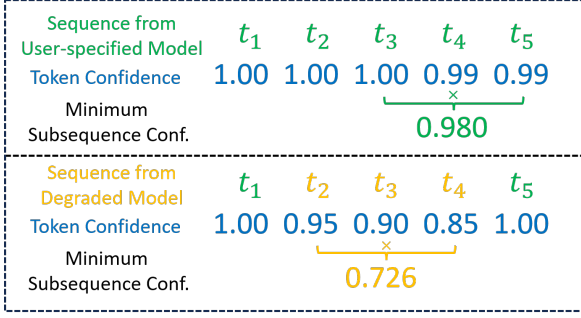 Sequence from
User-specified Model
t₁ t₂ t₃ t₄ t₅
Token Confidence 1.00 1.00 1.00 0.99 0.99
×
Minimum
Subsequence Conf.
0.980
Sequence from
Degraded Model
t₁ t₂ t₃ t₄ t₅
Token Confidence 1.00 0.95 0.90 0.85 1.00
×
Minimum
Subsequence Conf.
0.726